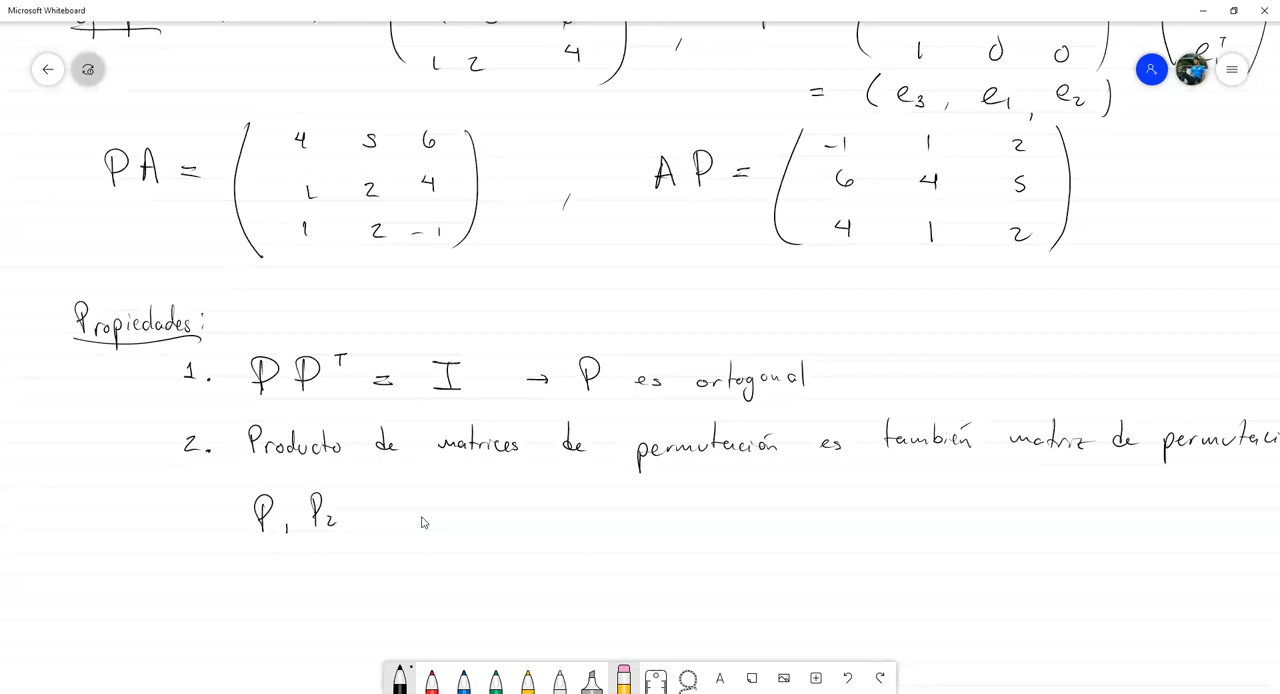 Microsoft Whiteboard
1 2 4 , 1 0 0
= ( e3 , e1 , e2 )
PA = ( 4 5 6 , AP = ( -1 1 2
1 2 4 6 4 5
1 2 -1 ) 4 1 2 )
Propiedades:
1. P P^T = I → P es ortogonal
2. Producto de matrices de permutación es también matriz de permutaci
P1 P2